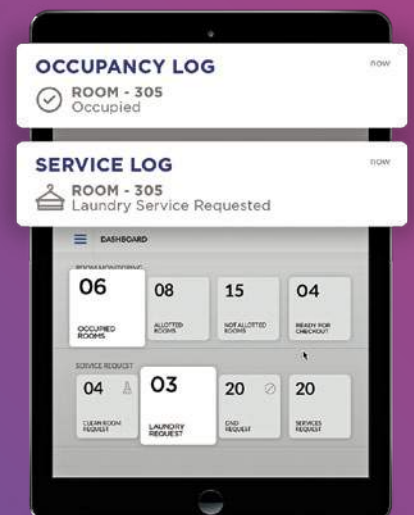 OCCUPANCY LOG
now
ROOM - 305
Occupied
SERVICE LOG
now
ROOM - 305
Laundry Service Requested
DASHBOARD
ROOM MONITORING
06
08
15
04
OCCUPIED
ROOMS
ALLOTTED
ROOMS
NOT ALLOTTED
ROOMS
READY FOR
CHECKOUT
SERVICE REQUEST
04
03
20
20
CLEAN ROOM
REQUEST
LAUNDRY
REQUEST
DND
REQUEST
SERVICES
REQUEST